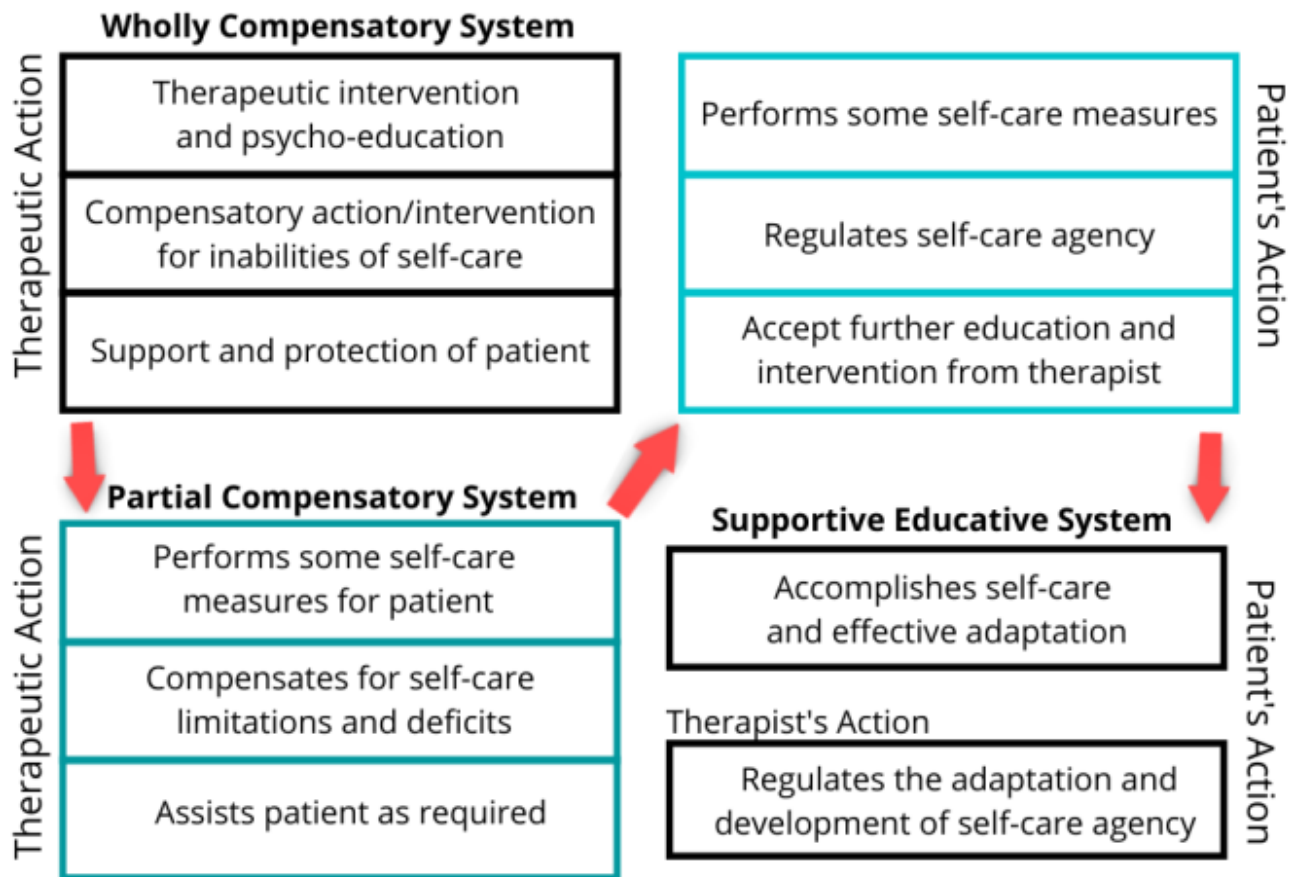 Wholly Compensatory System
Therapeutic Action
Therapeutic intervention
and psycho-education
Compensatory action/intervention
for inabilities of self-care
Support and protection of patient
Performs some self-care measures
Regulates self-care agency
Accept further education and
intervention from therapist
Patient's Action
Partial Compensatory System
Therapeutic Action
Performs some self-care
measures for patient
Compensates for self-care
limitations and deficits
Assists patient as required
Supportive Educative System
Accomplishes self-care
and effective adaptation
Therapist's Action
Regulates the adaptation and
development of self-care agency
Patient's Action